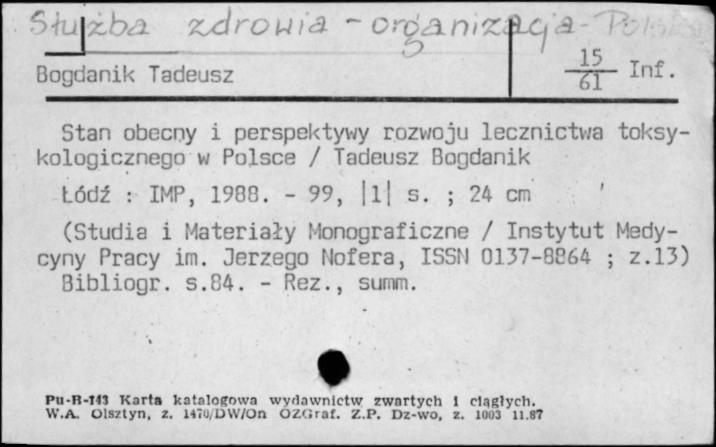 Służba zdrowia - organizacja - Polska
Bogdanik Tadeusz
15
61 Inf.
Stan obecny i perspektywy rozwoju lecznictwa toksy-
kologicznego w Polsce / Tadeusz Bogdanik
Łódź : IMP, 1988. - 99, |1| s. ; 24 cm
(Studia i Materiały Monograficzne / Instytut Medy-
cyny Pracy im. Jerzego Nofera, ISSN 0137-8864 ; z.13)
Bibliogr. s.84. - Rez., summ.
Pu-B-143 Karta katalogowa wydawnictw zwartych i ciągłych.
W.A. Olsztyn, z. 1470/DW/On OZGraf. Z.P. Dz-wo, z. 1003 11.87